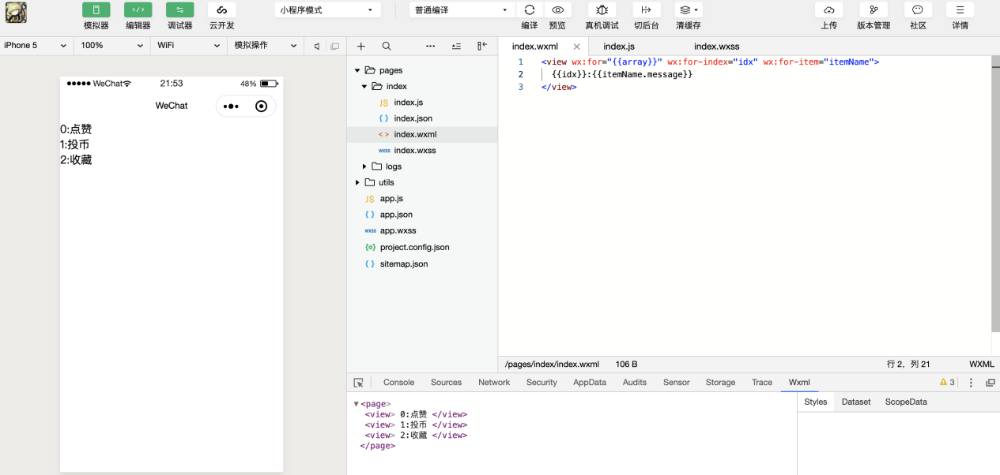 模拟器 编辑器 调试器 云开发 小程序模式 普通编译 编译 预览 真机调试 切后台 清缓存 上传 版本管理 社区 详情
iPhone 5 100% WiFi 模拟操作
WeChat 21:53 48%
WeChat
0:点赞
1:投币
2:收藏
pages
index
JS index.js
{ } index.json
< > index.wxml
wxss index.wxss
logs
utils
JS app.js
{ } app.json
wxss app.wxss
{o} project.config.json
{ } sitemap.json
index.wxml index.js index.wxss
1 <view wx:for="{{array}}" wx:for-index="idx" wx:for-item="itemName">
2 {{idx}}:{{itemName.message}}
3 </view>
/pages/index/index.wxml 106 B 行 2，列 21 WXML
Console Sources Network Security AppData Audits Sensor Storage Trace Wxml 3
<page>
<view> 0:点赞 </view>
<view> 1:投币 </view>
<view> 2:收藏 </view>
</page>
Styles Dataset ScopeData